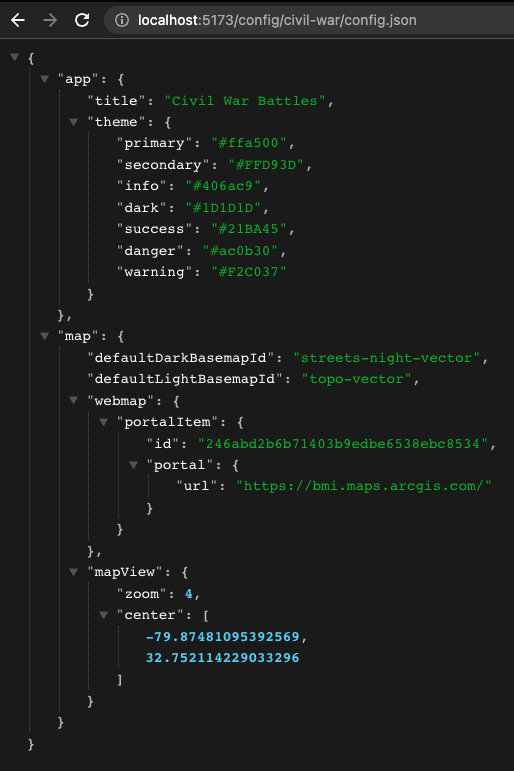 localhost:5173/config/civil-war/config.json
{
"app": {
"title": "Civil War Battles",
"theme": {
"primary": "#ffa500",
"secondary": "#FFD93D",
"info": "#406ac9",
"dark": "#1D1D1D",
"success": "#21BA45",
"danger": "#ac0b30",
"warning": "#F2C037"
}
},
"map": {
"defaultDarkBasemapId": "streets-night-vector",
"defaultLightBasemapId": "topo-vector",
"webmap": {
"portalItem": {
"id": "246abd2b6b71403b9edbe6538ebc8534",
"portal": {
"url": "https://bmi.maps.arcgis.com/"
}
}
},
"mapView": {
"zoom": 4,
"center": [
-79.87481095392569,
32.752114229033296
]
}
}
}